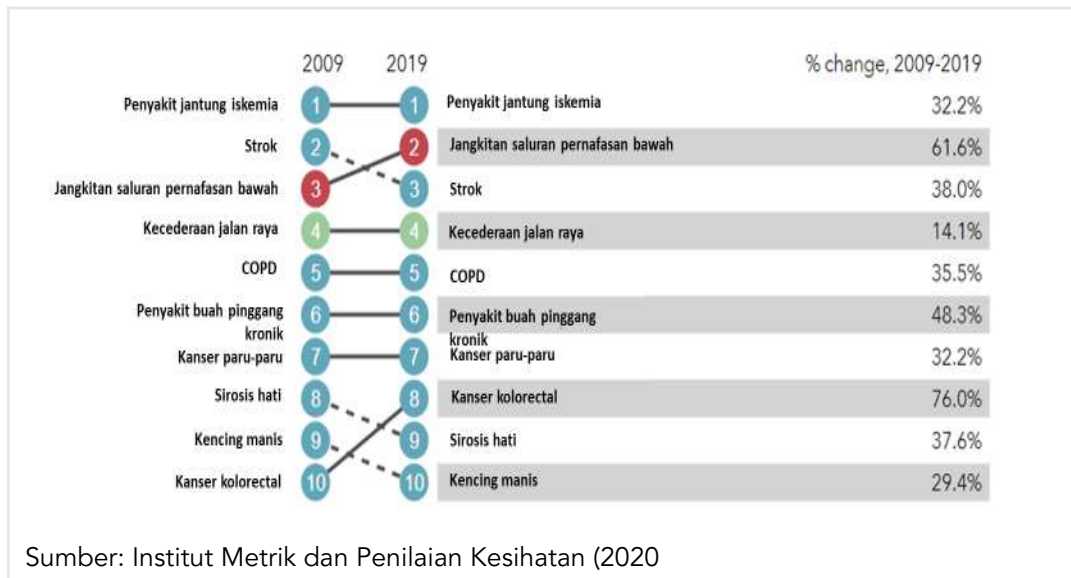 2009 2019 % change, 2009-2019
Penyakit jantung iskemia 1 1 Penyakit jantung iskemia 32.2%
Strok 2 2 Jangkitan saluran pernafasan bawah 61.6%
Jangkitan saluran pernafasan bawah 3 3 Strok 38.0%
Kecederaan jalan raya 4 4 Kecederaan jalan raya 14.1%
COPD 5 5 COPD 35.5%
Penyakit buah pinggang 6 6 Penyakit buah pinggang 48.3%
kronik kronik
Kanser paru-paru 7 7 Kanser paru-paru 32.2%
Sirosis hati 8 8 Kanser kolorectal 76.0%
Kencing manis 9 9 Sirosis hati 37.6%
Kanser kolorectal 10 10 Kencing manis 29.4%
Sumber: Institut Metrik dan Penilaian Kesihatan (2020